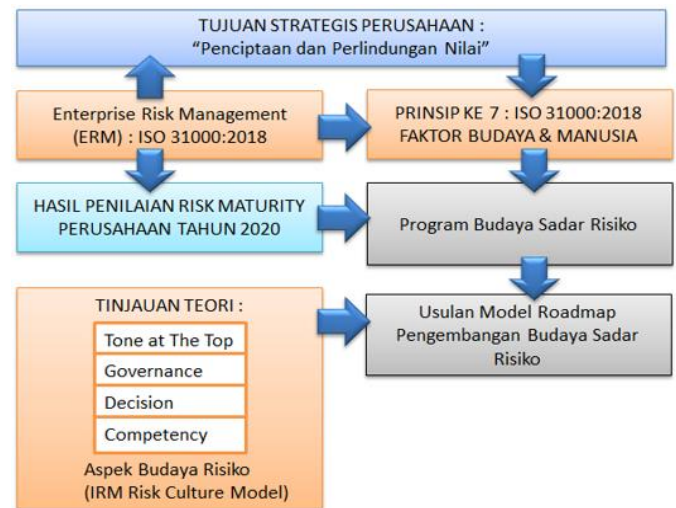 TUJUAN STRATEGIS PERUSAHAAN :
“Penciptaan dan Perlindungan Nilai”
Enterprise Risk Management
(ERM) : ISO 31000:2018
PRINSIP KE 7 : ISO 31000:2018
FAKTOR BUDAYA & MANUSIA
HASIL PENILAIAN RISK MATURITY
PERUSAHAAN TAHUN 2020
Program Budaya Sadar Risiko
TINJAUAN TEORI :
Tone at The Top
Governance
Decision
Competency
Aspek Budaya Risiko
(IRM Risk Culture Model)
Usulan Model Roadmap
Pengembangan Budaya Sadar
Risiko